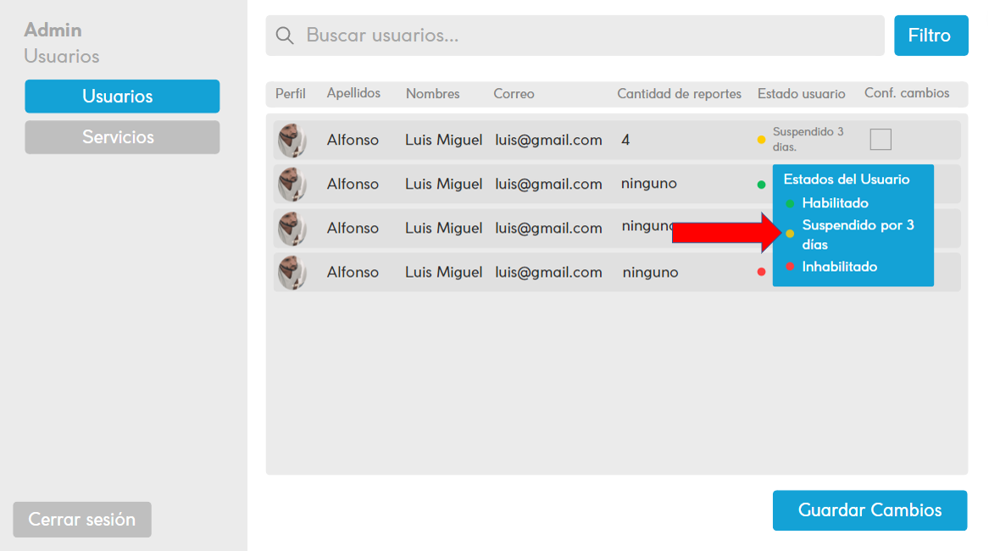 Admin
Usuarios
Usuarios
Servicios
Cerrar sesión
Buscar usuarios...
Filtro
Perfil Apellidos Nombres Correo Cantidad de reportes Estado usuario Conf. cambios
Alfonso Luis Miguel luis@gmail.com 4 Suspendido 3
dias.
Alfonso Luis Miguel luis@gmail.com ninguno
Alfonso Luis Miguel luis@gmail.com ninguno
Alfonso Luis Miguel luis@gmail.com ninguno
Estados del Usuario
Habilitado
Suspendido por 3
días
Inhabilitado
Guardar Cambios